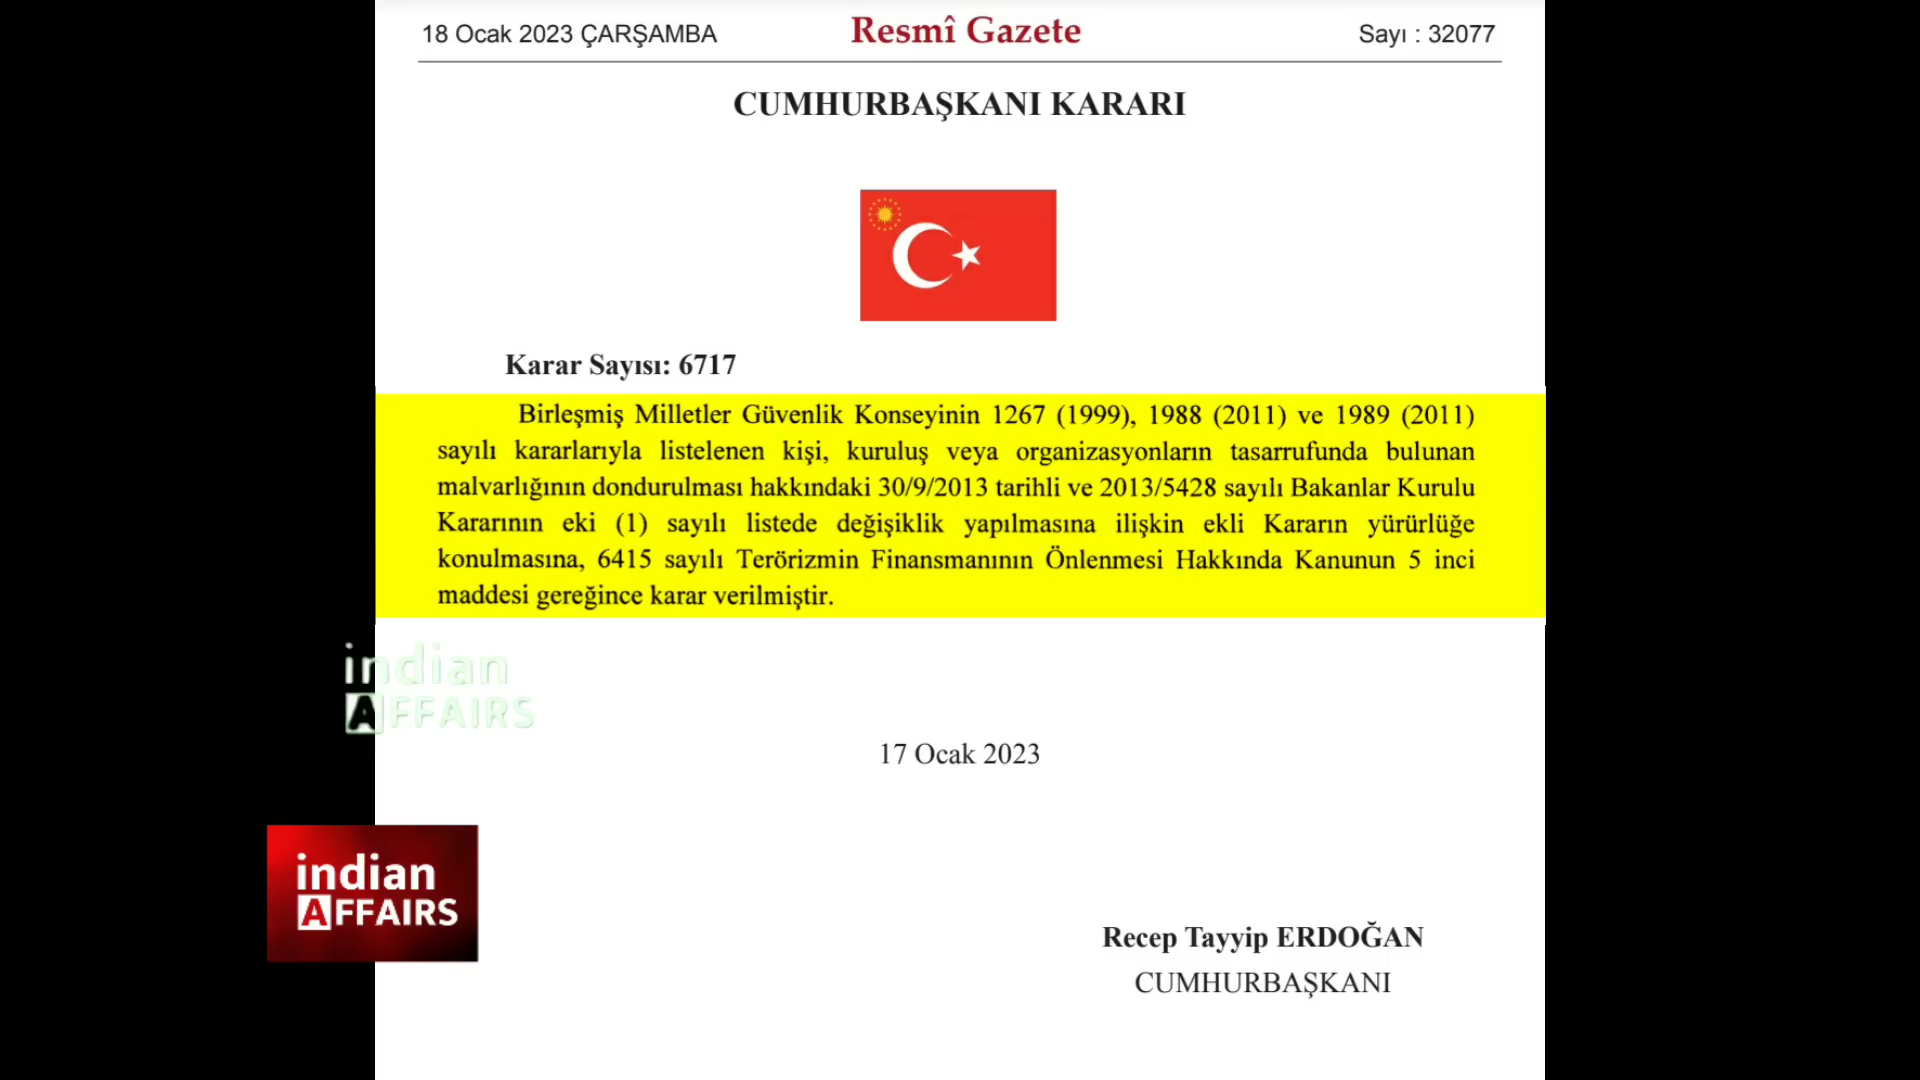 18 Ocak 2023 ÇARŞAMBA Resmî Gazete Sayı : 32077
CUMHURBAŞKANI KARARI
Karar Sayısı: 6717
Birleşmiş Milletler Güvenlik Konseyinin 1267 (1999), 1988 (2011) ve 1989 (2011)
sayılı kararlarıyla listelenen kişi, kuruluş veya organizasyonların tasarrufunda bulunan
malvarlığının dondurulması hakkındaki 30/9/2013 tarihli ve 2013/5428 sayılı Bakanlar Kurulu
Kararının eki (1) sayılı listede değişiklik yapılmasına ilişkin ekli Kararın yürürlüğe
konulmasına, 6415 sayılı Terörizmin Finansmanının Önlenmesi Hakkında Kanunun 5 inci
maddesi gereğince karar verilmiştir.
indian
AFFAIRS
17 Ocak 2023
indian
AFFAIRS
Recep Tayyip ERDOĞAN
CUMHURBAŞKANI